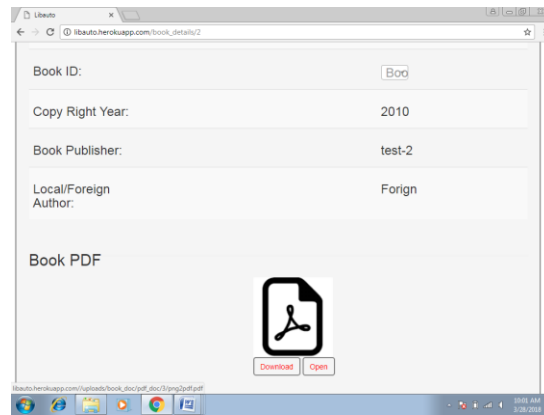 Libauto
libauto.herokuapp.com/book_details/2
Book ID: Boo
Copy Right Year: 2010
Book Publisher: test-2
Local/Foreign Forign
Author:
Book PDF
Download Open
libauto.herokuapp.com//uploads/book_doc/pdf_doc/3/png2pdf.pdf
10:01 AM
3/28/2018